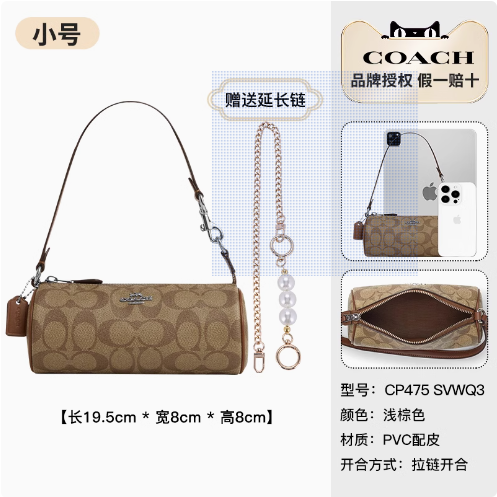 小号
COACH
品牌授权 假一赔十
赠送延长链
COACH
【长19.5cm * 宽8cm * 高8cm】
型号：CP475 SVWQ3
颜色：浅棕色
材质：PVC配皮
开合方式：拉链开合